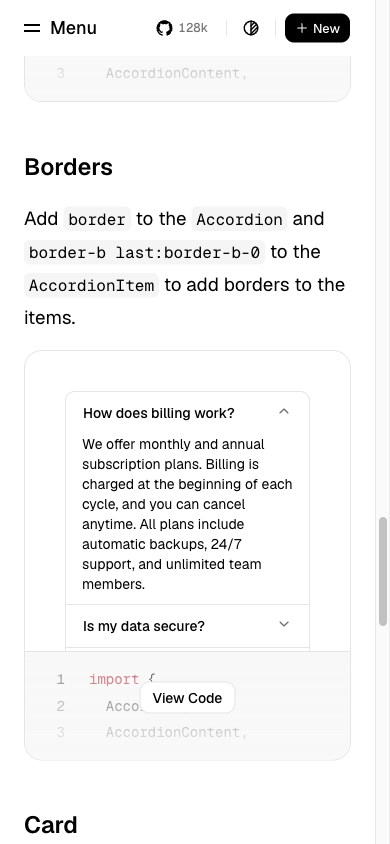 Menu 128k + New
3 AccordionContent,
Borders
Add border to the Accordion and
border-b last:border-b-0 to the
AccordionItem to add borders to the
items.
How does billing work?
We offer monthly and annual
subscription plans. Billing is
charged at the beginning of each
cycle, and you can cancel
anytime. All plans include
automatic backups, 24/7
support, and unlimited team
members.
Is my data secure?
1 import {
View Code
2 Acco
3 AccordionContent,
Card